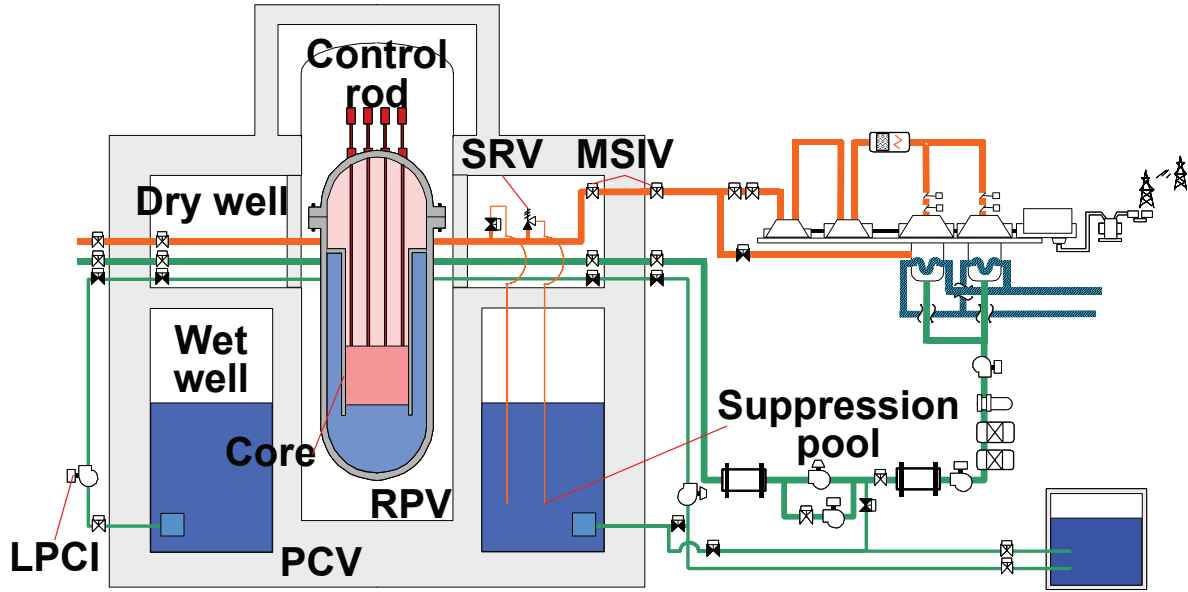 Control
rod
SRV
MSIV
Dry well
Wet
well
Suppression
pool
Core
RPV
LPCI
PCV